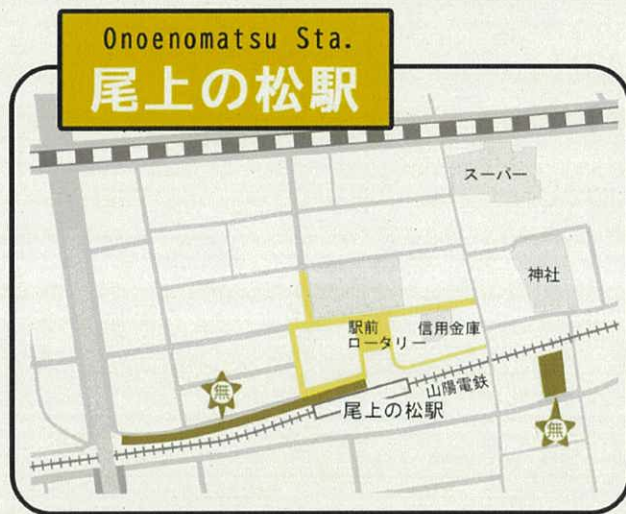 Onoenomatsu Sta.
尾上の松駅
スーパー
神社
駅前
ロータリー
信用金庫
山陽電鉄
尾上の松駅
無
無